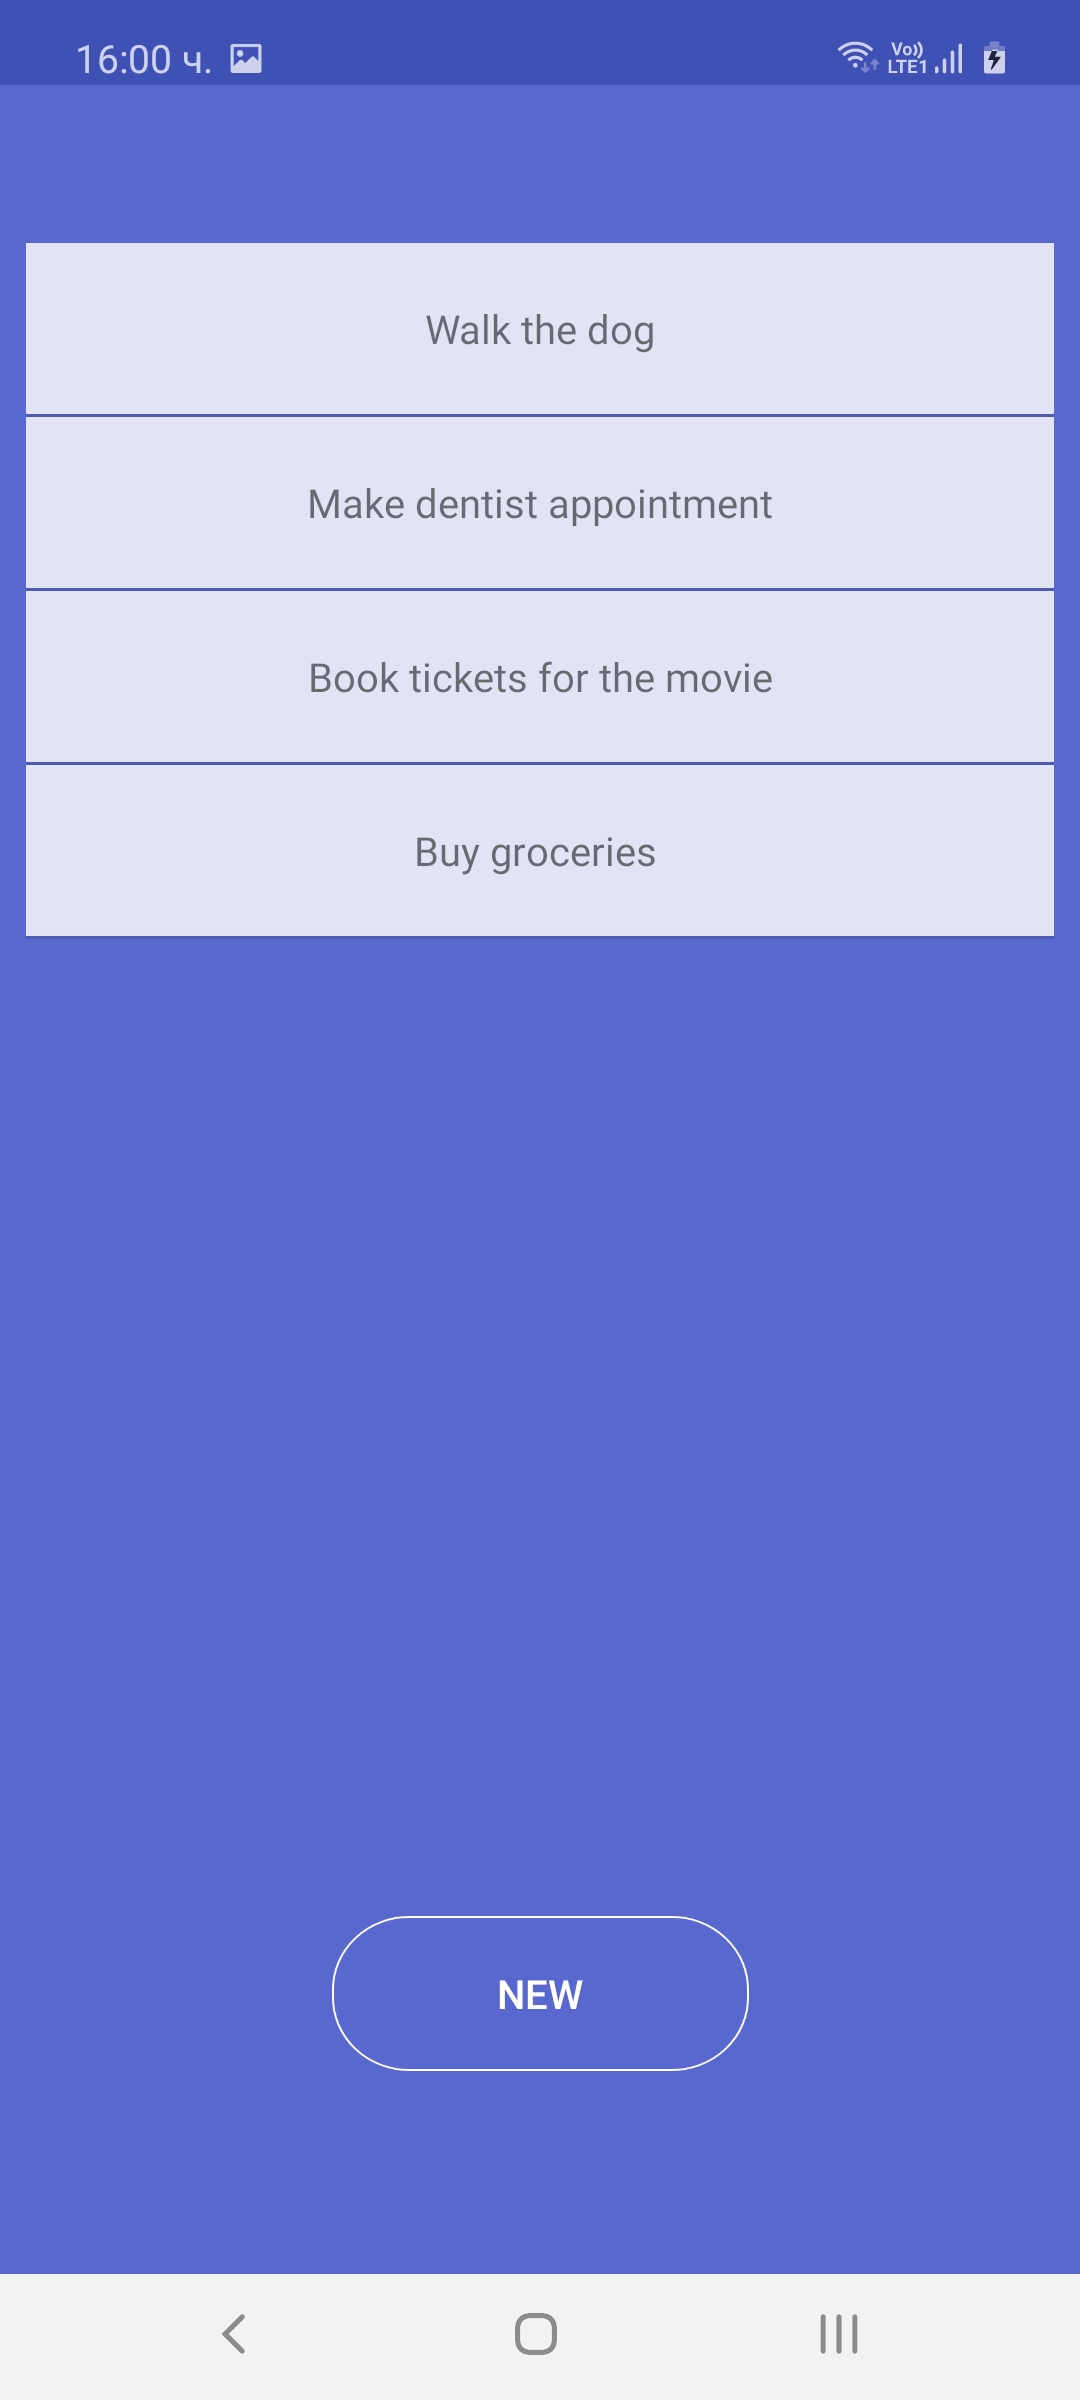 16:00 ч.
Vo))
LTE1
Walk the dog
Make dentist appointment
Book tickets for the movie
Buy groceries
NEW